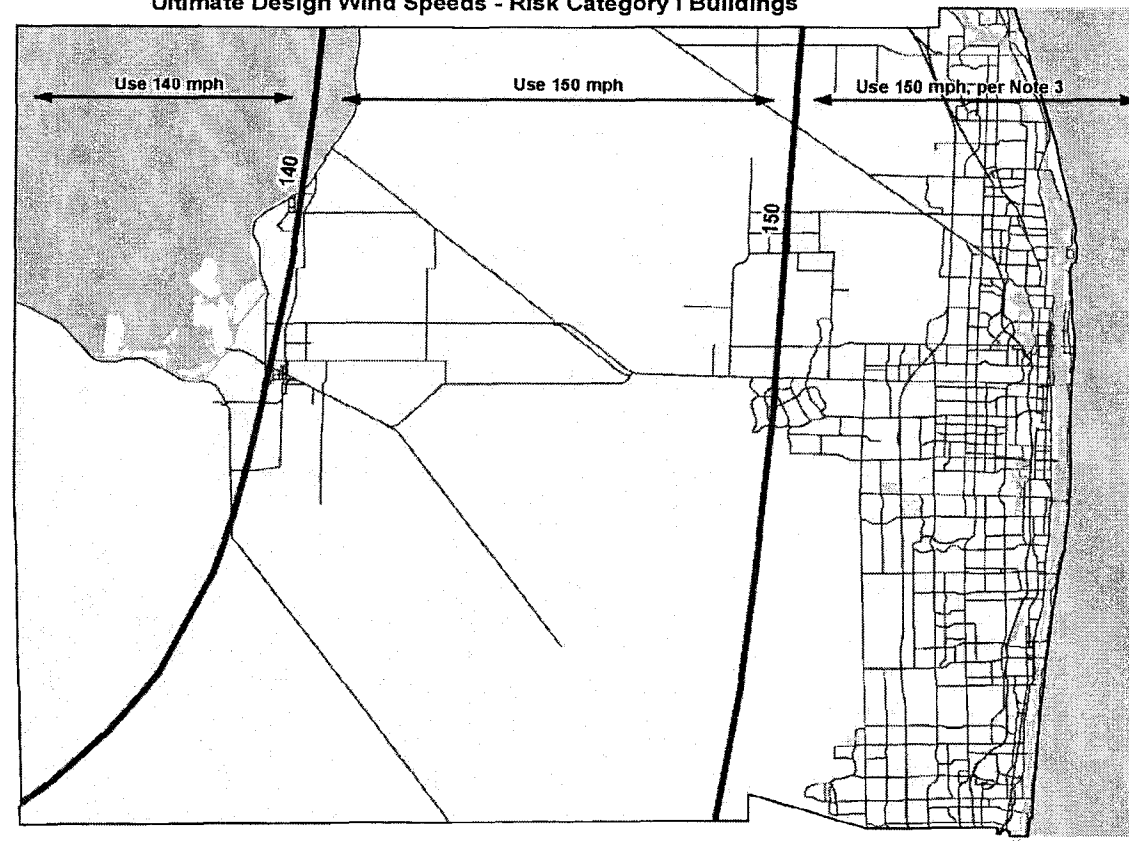 Ultimate Design Wind Speeds - Risk Category I Buildings
Use 140 mph
Use 150 mph
Use 150 mph, per Note 3
140
150